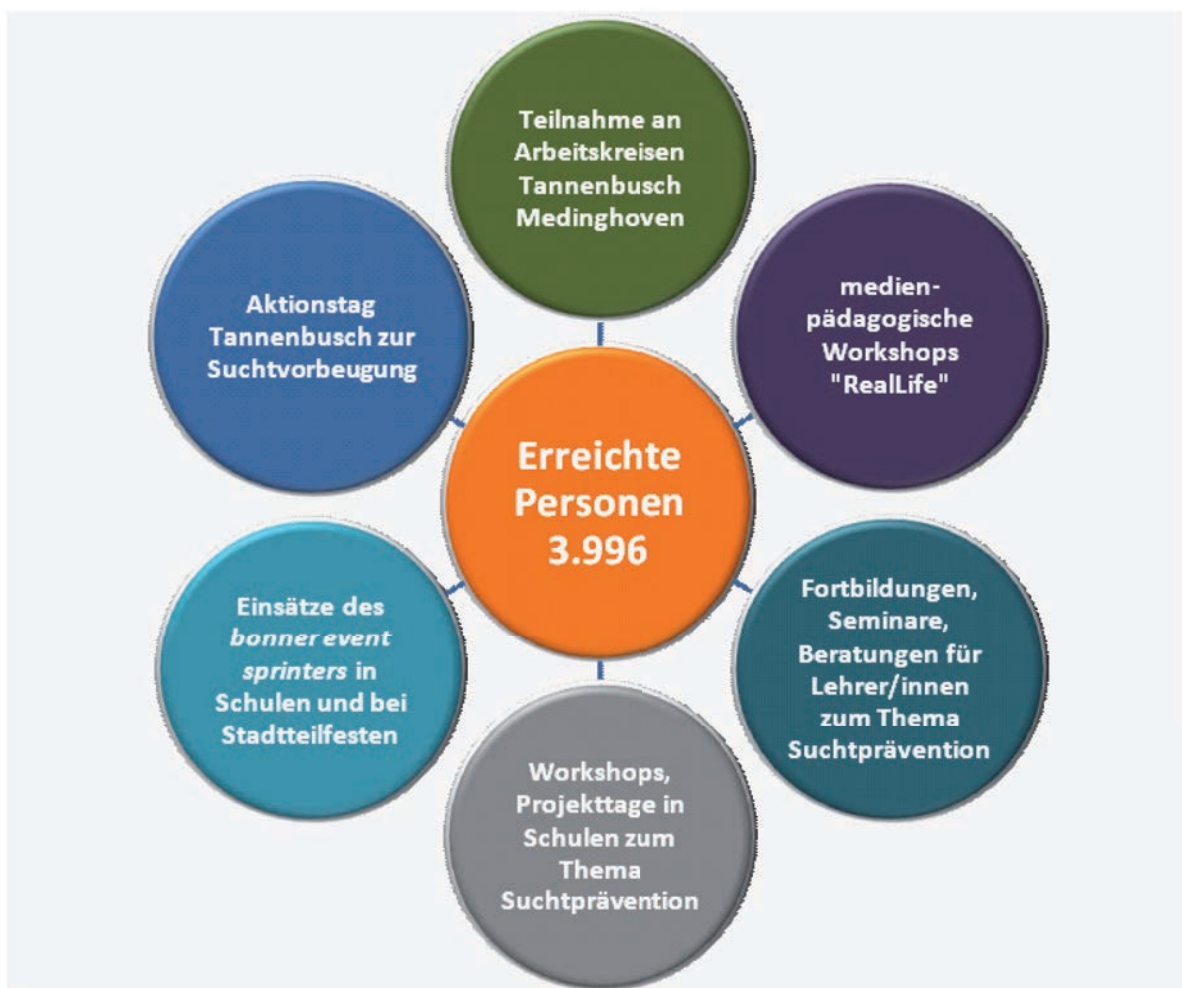 Teilnahme an
Arbeitskreisen
Tannenbusch
Medinghoven
medien-
pädagogische
Workshops
"RealLife"
Fortbildungen,
Seminare,
Beratungen für
Lehrer/innen
zum Thema
Suchtprävention
Workshops,
Projekttage in
Schulen zum
Thema
Suchtprävention
Einsätze des
bonner event
sprinters in
Schulen und bei
Stadtteilfesten
Aktionstag
Tannenbusch zur
Suchtvorbeugung
Erreichte
Personen
3.996